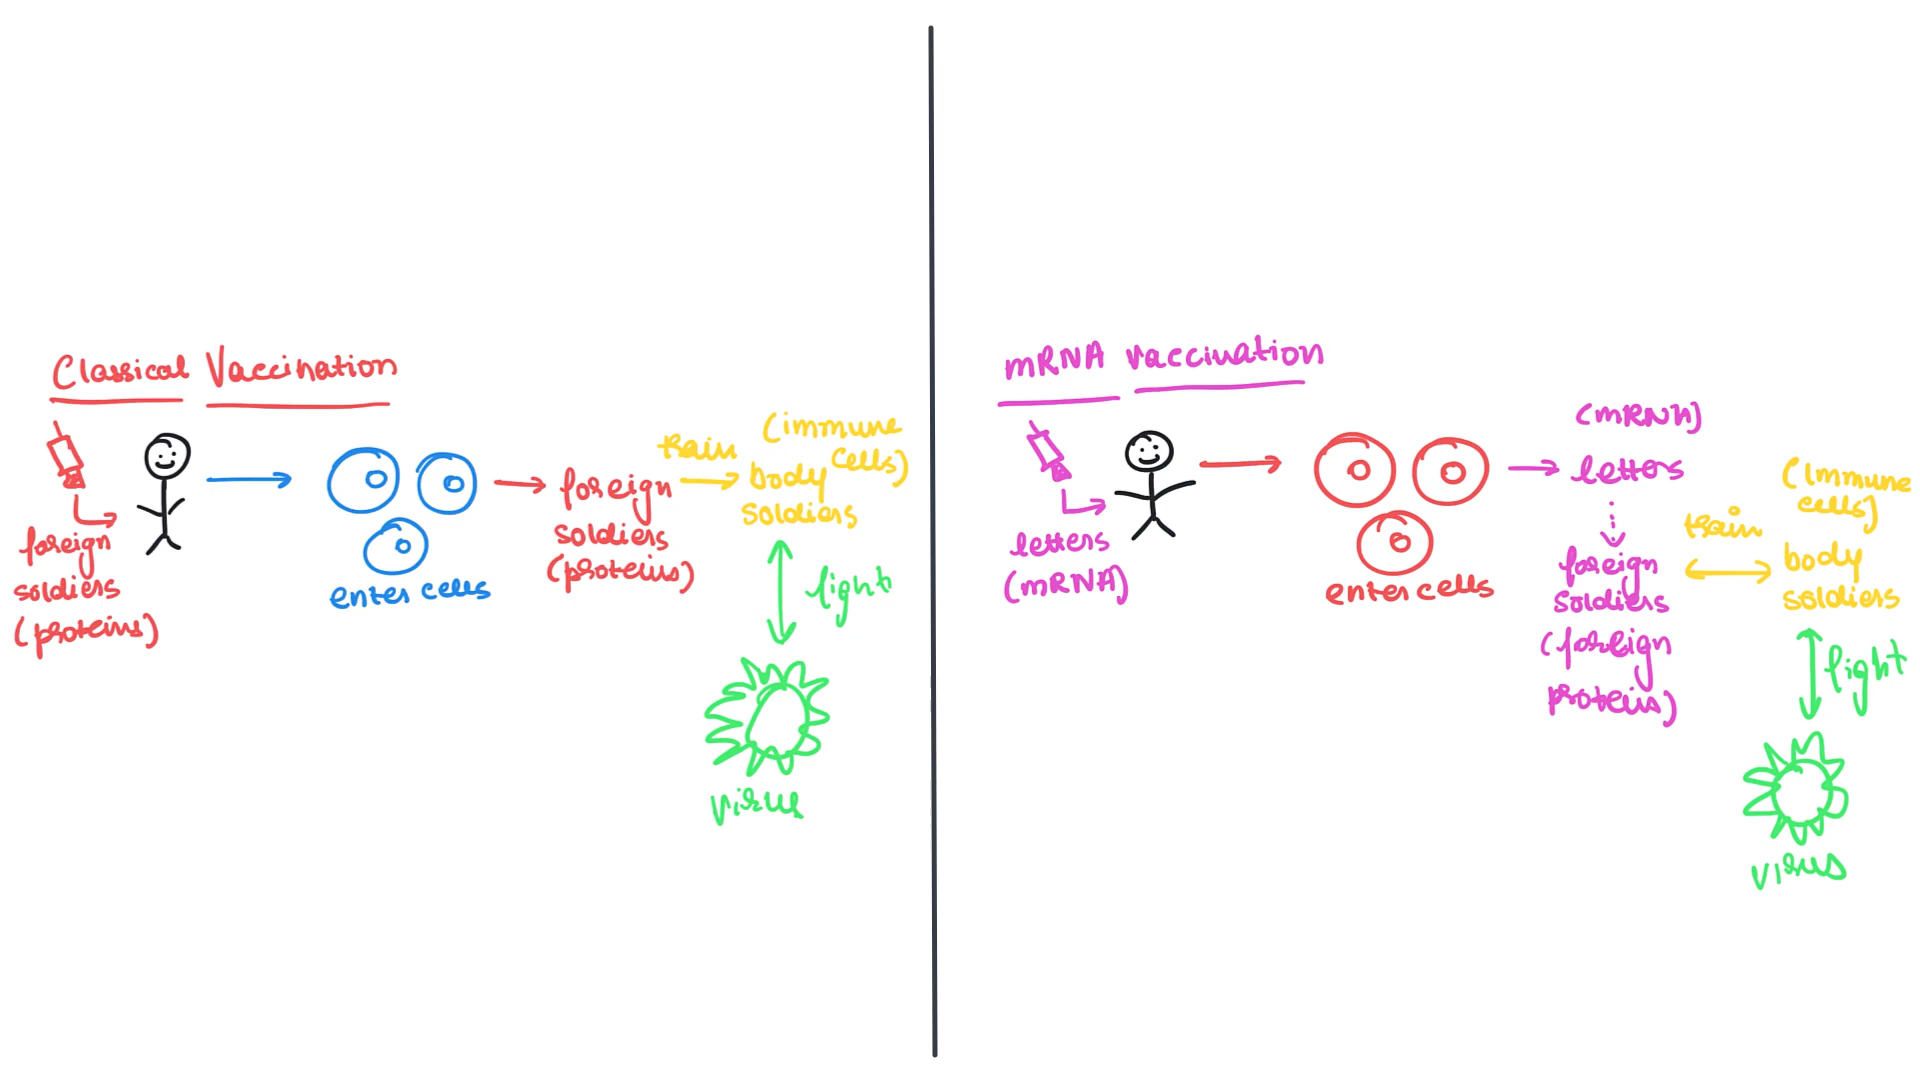 Classical Vaccination
foreign
soldiers
(proteins)
enter cells
foreign
soldiers
(proteins)
train
(immune
cells)
body
soldiers
fight
virus
mRNA vaccination
letters
(mRNA)
enter cells
(mRNA)
letters
foreign
soldiers
(foreign
proteins)
train
(Immune
cells)
body
soldiers
fight
virus